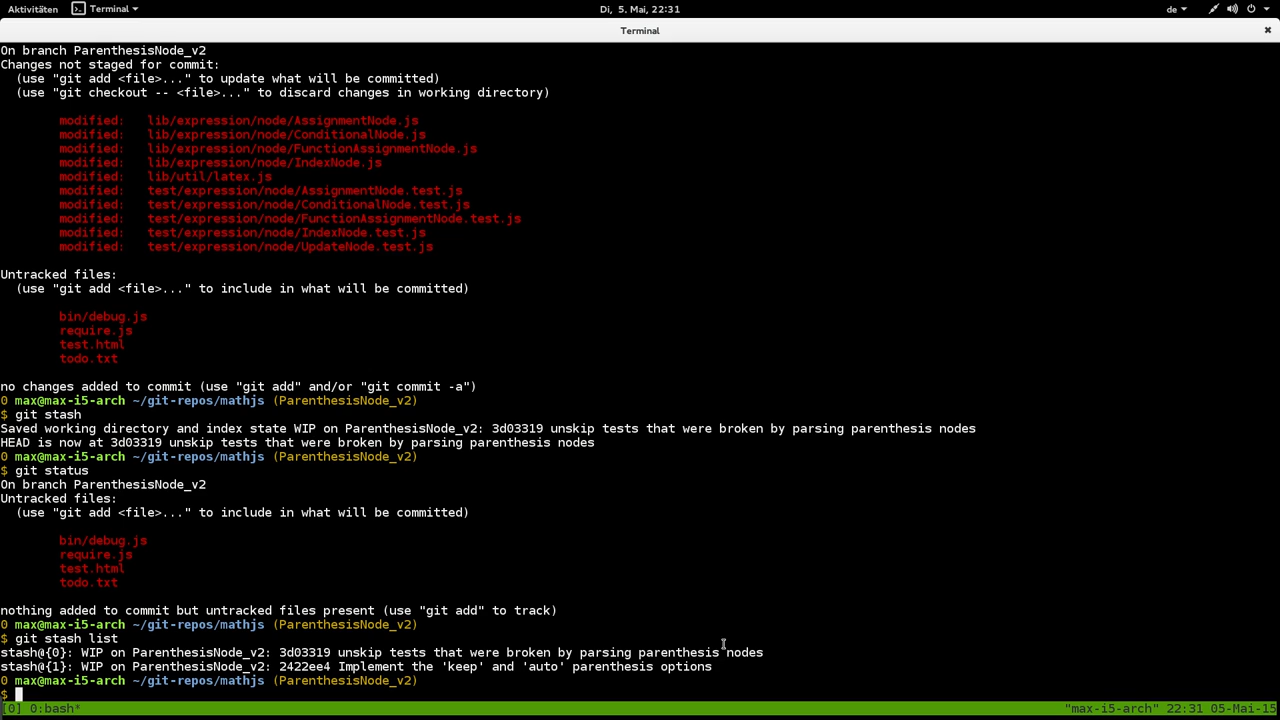 Aktivitäten
Terminal
Di, 5. Mai, 22:31
de
Terminal
On branch ParenthesisNode_v2
Changes not staged for commit:
  (use "git add <file>..." to update what will be committed)
  (use "git checkout -- <file>..." to discard changes in working directory)
        modified:   lib/expression/node/AssignmentNode.js
        modified:   lib/expression/node/ConditionalNode.js
        modified:   lib/expression/node/FunctionAssignmentNode.js
        modified:   lib/expression/node/IndexNode.js
        modified:   lib/util/latex.js
        modified:   test/expression/node/AssignmentNode.test.js
        modified:   test/expression/node/ConditionalNode.test.js
        modified:   test/expression/node/FunctionAssignmentNode.test.js
        modified:   test/expression/node/IndexNode.test.js
        modified:   test/expression/node/UpdateNode.test.js
Untracked files:
  (use "git add <file>..." to include in what will be committed)
        bin/debug.js
        require.js
        test.html
        todo.txt
no changes added to commit (use "git add" and/or "git commit -a")
0 max@max-i5-arch ~/git-repos/mathjs (ParenthesisNode_v2)
$ git stash
Saved working directory and index state WIP on ParenthesisNode_v2: 3d03319 unskip tests that were broken by parsing parenthesis nodes
HEAD is now at 3d03319 unskip tests that were broken by parsing parenthesis nodes
0 max@max-i5-arch ~/git-repos/mathjs (ParenthesisNode_v2)
$ git status
On branch ParenthesisNode_v2
Untracked files:
  (use "git add <file>..." to include in what will be committed)
        bin/debug.js
        require.js
        test.html
        todo.txt
nothing added to commit but untracked files present (use "git add" to track)
0 max@max-i5-arch ~/git-repos/mathjs (ParenthesisNode_v2)
$ git stash list
stash@{0}: WIP on ParenthesisNode_v2: 3d03319 unskip tests that were broken by parsing parenthesis nodes
stash@{1}: WIP on ParenthesisNode_v2: 2422ee4 Implement the 'keep' and 'auto' parenthesis options
0 max@max-i5-arch ~/git-repos/mathjs (ParenthesisNode_v2)
$
[0] 0:bash*
"max-i5-arch" 22:31 05-Mai-15